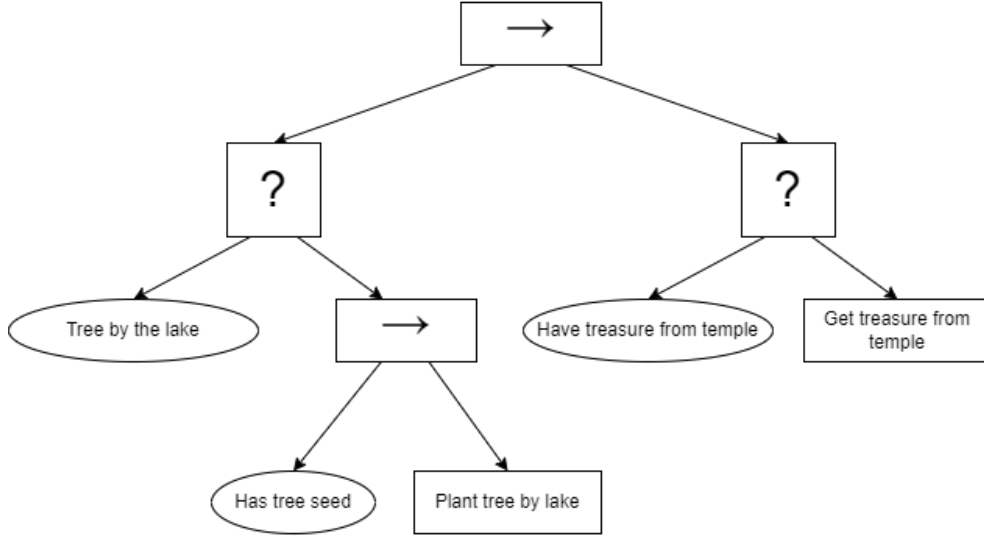 →
?
?
Tree by the lake
→
Have treasure from temple
Get treasure from
temple
Has tree seed
Plant tree by lake